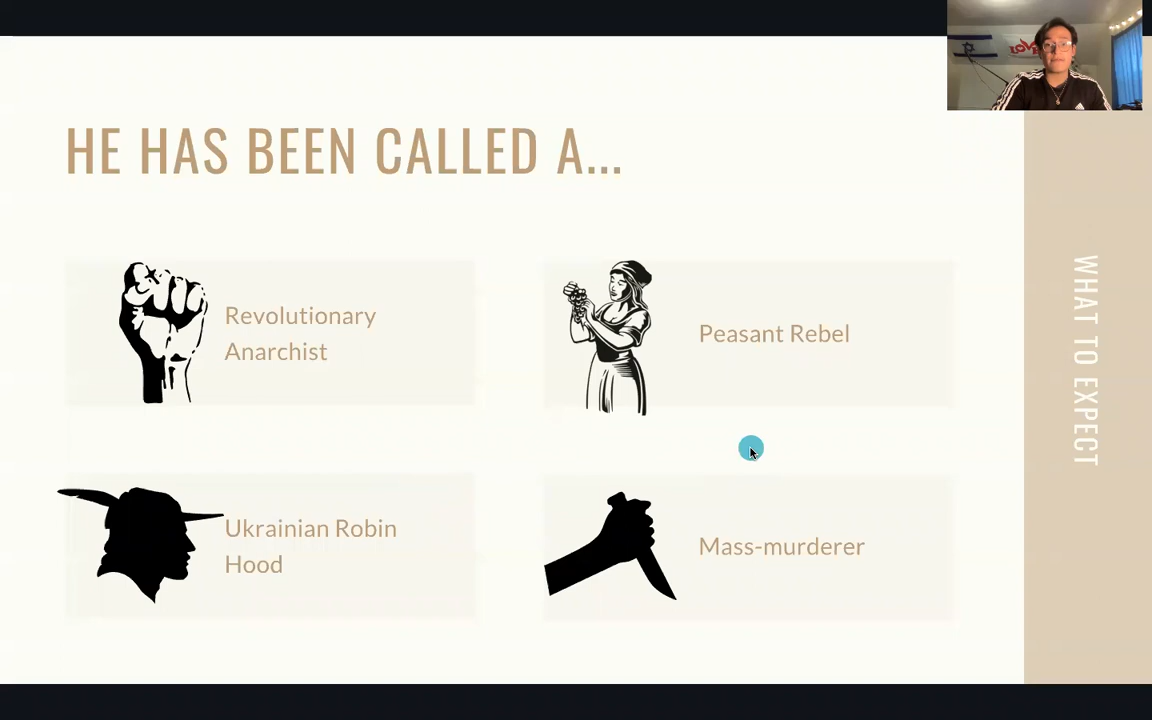 HE HAS BEEN CALLED A...
Revolutionary
Anarchist
Peasant Rebel
Ukrainian Robin
Hood
Mass-murderer
WHAT TO EXPECT